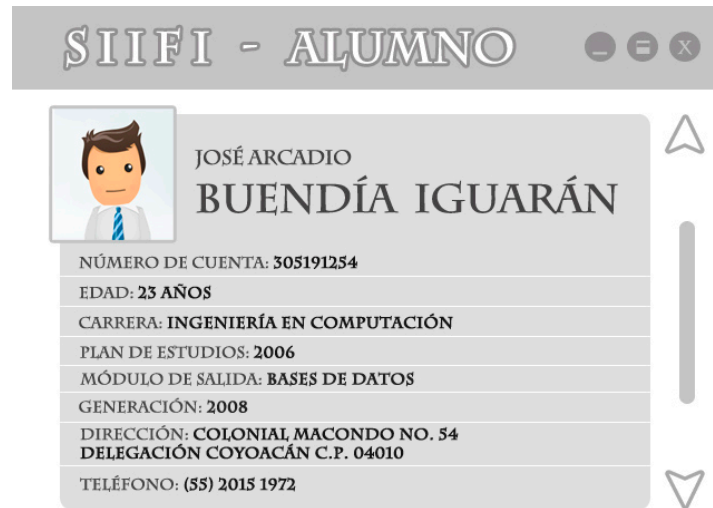 SIIFI - ALUMNO
X
JOSÉ ARCADIO
BUENDÍA IGUARÁN
NÚMERO DE CUENTA: 305191254
EDAD: 23 AÑOS
CARRERA: INGENIERÍA EN COMPUTACIÓN
PLAN DE ESTUDIOS: 2006
MÓDULO DE SALIDA: BASES DE DATOS
GENERACIÓN: 2008
DIRECCIÓN: COLONIAL MACONDO NO. 54
DELEGACIÓN COYOACÁN C.P. 04010
TELÉFONO: (55) 2015 1972